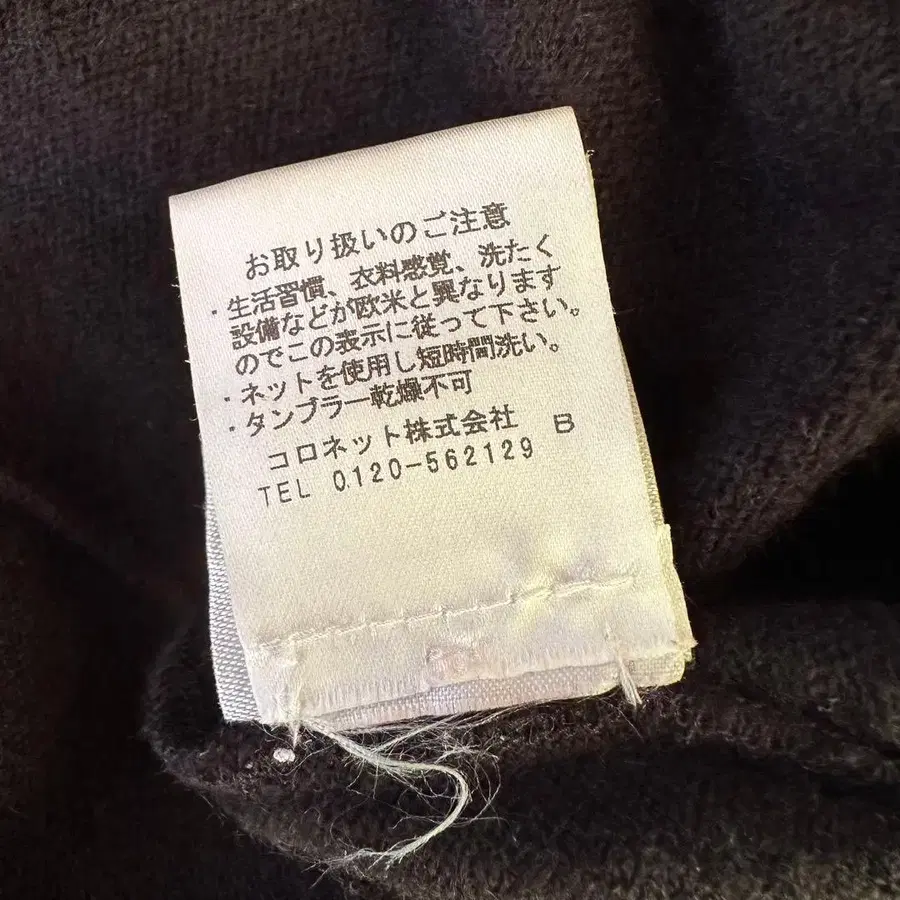 お取り扱いのご注意
・生活習慣、衣料感覚、洗たく
設備などが欧米と異なります
のでこの表示に従って下さい。
・ネットを使用し短時間洗い。
・タンブラー乾燥不可
コロネット株式会社 B
TEL 0120-562129